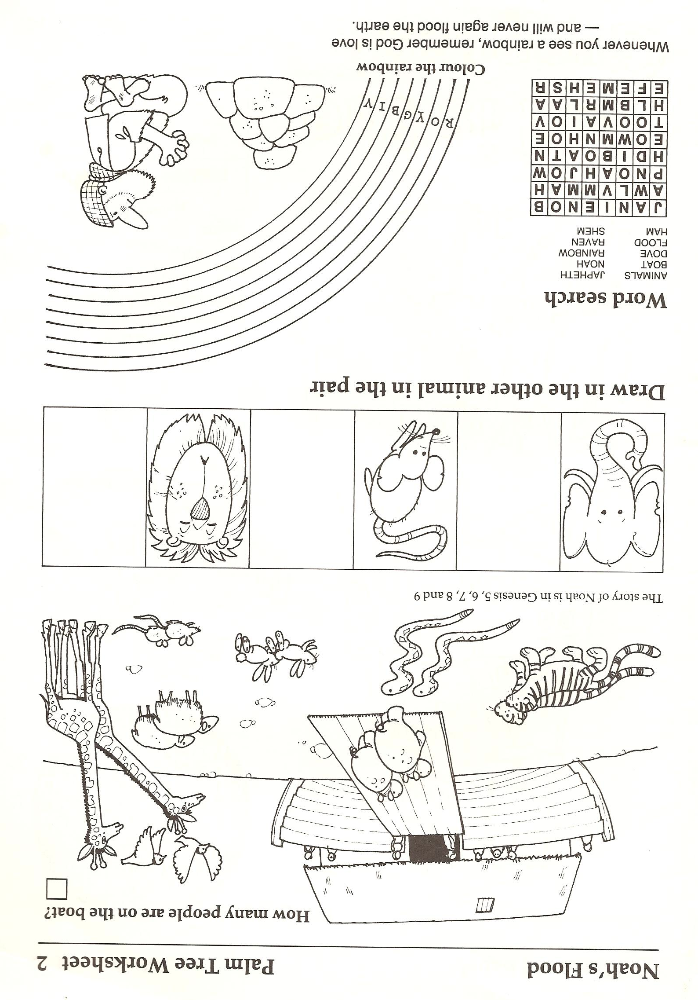 Noah's Flood Palm Tree Worksheet 2
How many people are on the boat?
The story of Noah is in Genesis 5, 6, 7, 8 and 9
Draw in the other animal in the pair
Word search
ANIMALS JAPHETH
BOAT NOAH
DOVE RAINBOW
FLOOD RAVEN
HAM SHEM
J A N I E N O B
A W L V M M A H
P N O A H J O W
H D I B O A T N
E O W M N H O E
T O O V A I O V
H L B M R L A A
E F E M E H S R
R O Y G B I V
Colour the rainbow
Whenever you see a rainbow, remember God is love
— and will never again flood the earth.